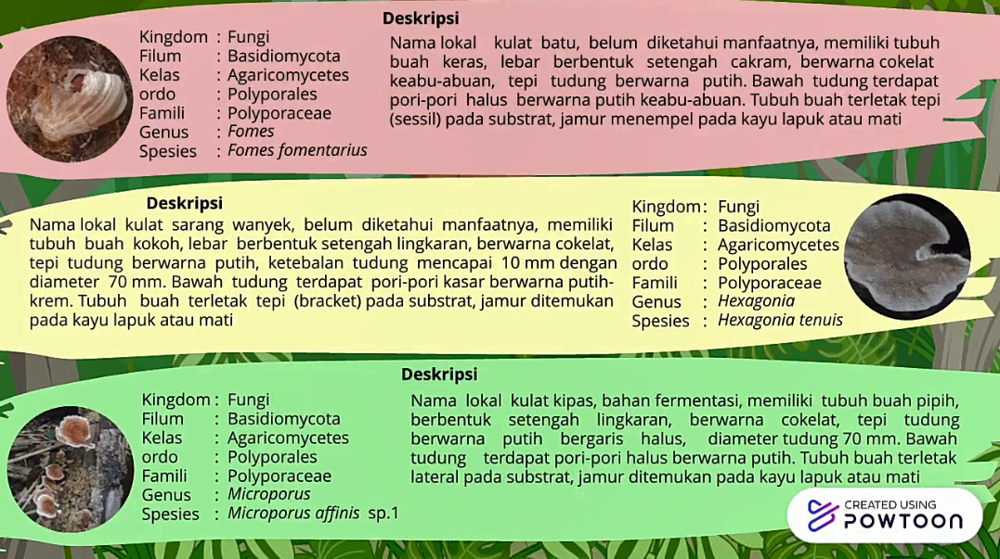 Deskripsi
Kingdom : Fungi
Filum : Basidiomycota
Kelas : Agaricomycetes
ordo : Polyporales
Famili : Polyporaceae
Genus : Fomes
Spesies : Fomes fomentarius
Nama lokal kulat batu, belum diketahui manfaatnya, memiliki tubuh
buah keras, lebar berbentuk setengah cakram, berwarna cokelat
keabu-abuan, tepi tudung berwarna putih. Bawah tudung terdapat
pori-pori halus berwarna putih keabu-abuan. Tubuh buah terletak tepi
(sessil) pada substrat, jamur menempel pada kayu lapuk atau mati
Deskripsi
Nama lokal kulat sarang wanyek, belum diketahui manfaatnya, memiliki
tubuh buah kokoh, lebar berbentuk setengah lingkaran, berwarna cokelat,
tepi tudung berwarna putih, ketebalan tudung mencapai 10 mm dengan
diameter 70 mm. Bawah tudung terdapat pori-pori kasar berwarna putih-
krem. Tubuh buah terletak tepi (bracket) pada substrat, jamur ditemukan
pada kayu lapuk atau mati
Kingdom : Fungi
Filum : Basidiomycota
Kelas : Agaricomycetes
ordo : Polyporales
Famili : Polyporaceae
Genus : Hexagonia
Spesies : Hexagonia tenuis
Deskripsi
Kingdom : Fungi
Filum : Basidiomycota
Kelas : Agaricomycetes
ordo : Polyporales
Famili : Polyporaceae
Genus : Microporus
Spesies : Microporus affinis sp.1
Nama lokal kulat kipas, bahan fermentasi, memiliki tubuh buah pipih,
berbentuk setengah lingkaran, berwarna cokelat, tepi tudung
berwarna putih bergaris halus, diameter tudung 70 mm. Bawah
tudung terdapat pori-pori halus berwarna putih. Tubuh buah terletak
lateral pada substrat, jamur ditemukan pada kayu lapuk atau mati
CREATED USING
POWTOON